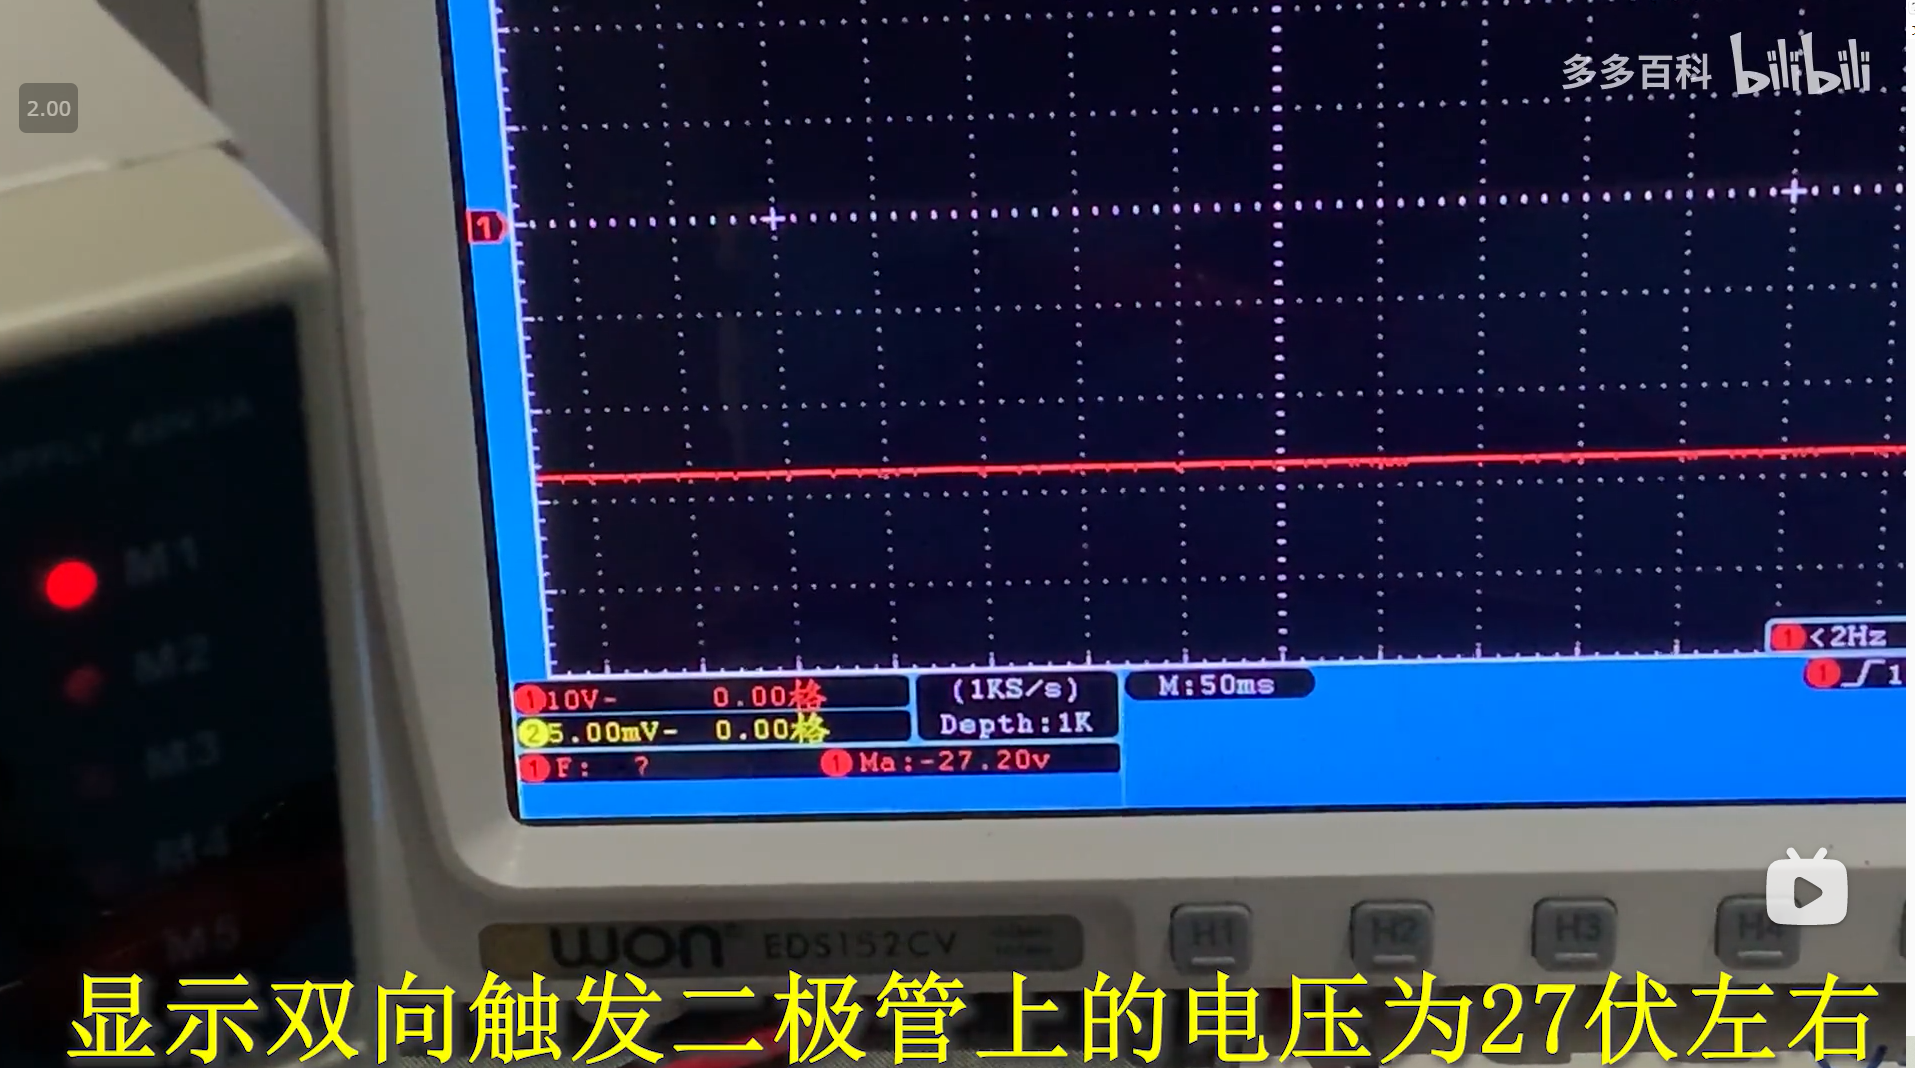 多多百科 bilibili
2.00
1
M1
M2
M3
M4
M5
1 <2Hz
1 10V- 0.00格
(1KS/s)
M:50ms
2 5.00mV- 0.00格
Depth:1K
1 F: ? 1 Ma:-27.20v
owon EDS152CV
H1 H2 H3 H4
显示双向触发二极管上的电压为27伏左右